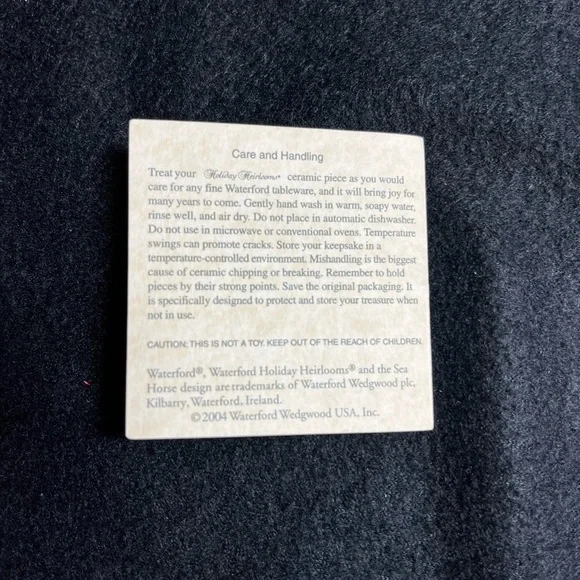 Care and Handling
Treat your Holiday Heirlooms® ceramic piece as you would
care for any fine Waterford tableware, and it will bring joy for
many years to come. Gently hand wash in warm, soapy water,
rinse well, and air dry. Do not place in automatic dishwasher.
Do not use in microwave or conventional ovens. Temperature
swings can promote cracks. Store your keepsake in a
temperature-controlled environment. Mishandling is the biggest
cause of ceramic chipping or breaking. Remember to hold
pieces by their strong points. Save the original packaging. It
is specifically designed to protect and store your treasure when
not in use.
CAUTION: THIS IS NOT A TOY. KEEP OUT OF THE REACH OF CHILDREN.
Waterford®, Waterford Holiday Heirlooms® and the Sea
Horse design are trademarks of Waterford Wedgwood plc,
Kilbarry, Waterford, Ireland.
©2004 Waterford Wedgwood USA, Inc.